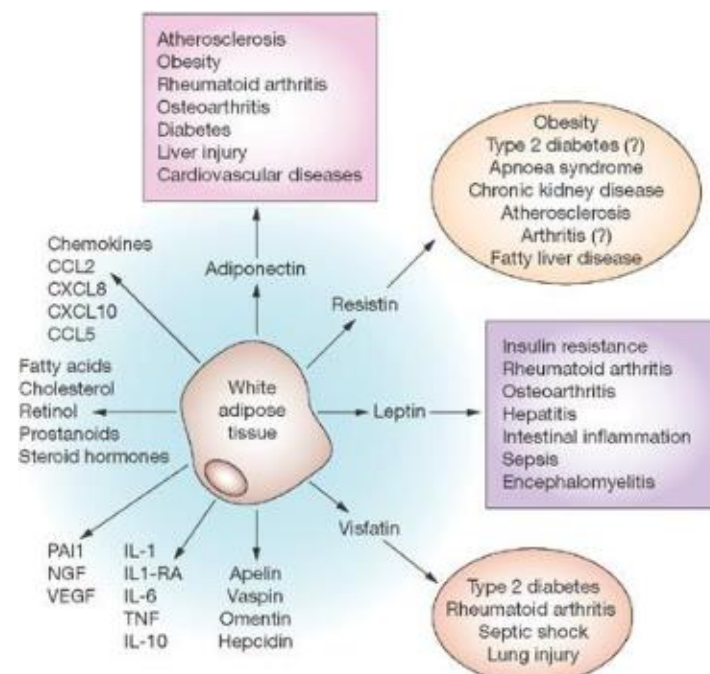 Atherosclerosis
Obesity
Rheumatoid arthritis
Osteoarthritis
Diabetes
Liver injury
Cardiovascular diseases
Obesity
Type 2 diabetes (?)
Apnoea syndrome
Chronic kidney disease
Atherosclerosis
Arthritis (?)
Fatty liver disease
Chemokines
CCL2
CXCL8
CXCL10
CCL5
Adiponectin
Resistin
Fatty acids
Cholesterol
Retinol
Prostanoids
Steroid hormones
White
adipose
tissue
Leptin
Insulin resistance
Rheumatoid arthritis
Osteoarthritis
Hepatitis
Intestinal inflammation
Sepsis
Encephalomyelitis
Visfatin
PAI1
NGF
VEGF
IL-1
IL1-RA
IL-6
TNF
IL-10
Apelin
Vaspin
Omentin
Hepcidin
Type 2 diabetes
Rheumatoid arthritis
Septic shock
Lung injury